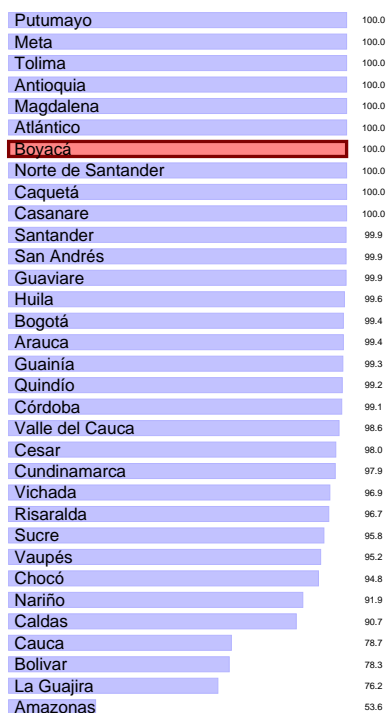 Putumayo 100.0
Meta 100.0
Tolima 100.0
Antioquia 100.0
Magdalena 100.0
Atlántico 100.0
Boyacá 100.0
Norte de Santander 100.0
Caquetá 100.0
Casanare 100.0
Santander 99.9
San Andrés 99.9
Guaviare 99.9
Huila 99.6
Bogotá 99.4
Arauca 99.4
Guainía 99.3
Quindío 99.2
Córdoba 99.1
Valle del Cauca 98.6
Cesar 98.0
Cundinamarca 97.9
Vichada 96.9
Risaralda 96.7
Sucre 95.8
Vaupés 95.2
Chocó 94.8
Nariño 91.9
Caldas 90.7
Cauca 78.7
Bolivar 78.3
La Guajira 76.2
Amazonas 53.6